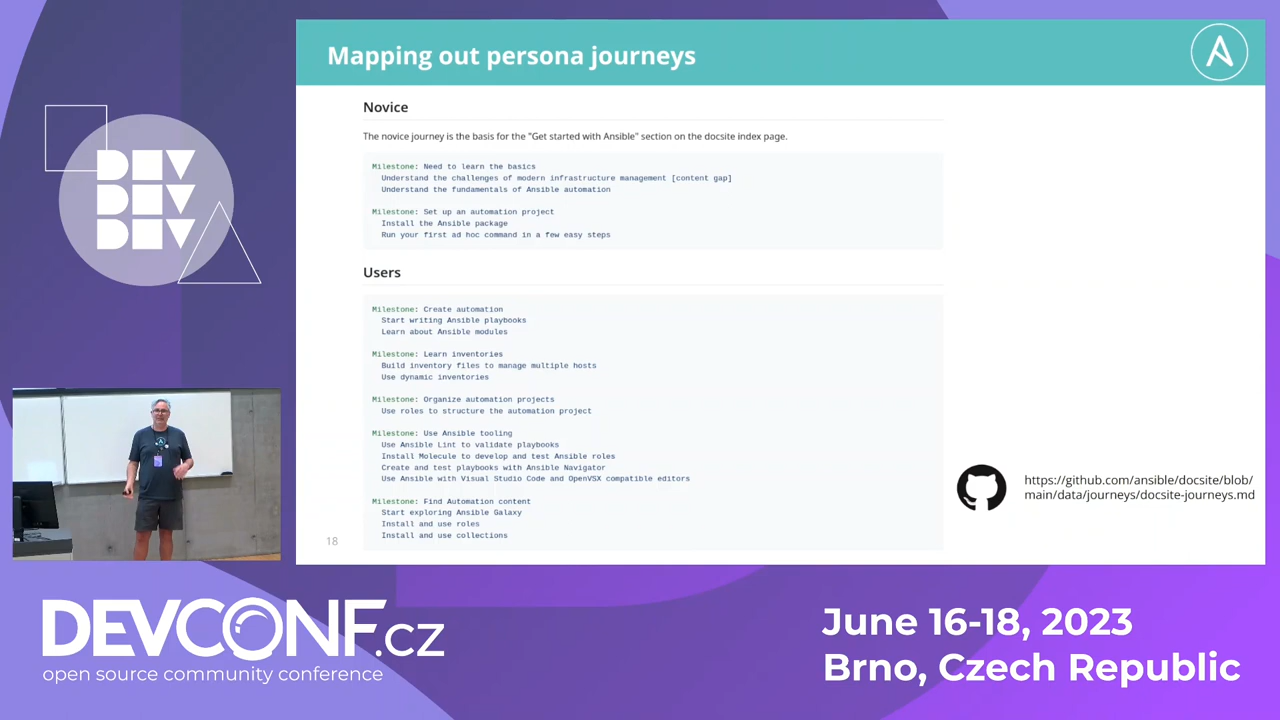 Mapping out persona journeys
Novice
The novice journey is the basis for the "Get started with Ansible" section on the docsite index page.
Milestone: Need to learn the basics
Understand the challenges of modern infrastructure management [content gap]
Understand the fundamentals of Ansible automation
Milestone: Set up an automation project
Install the Ansible package
Run your first ad hoc command in a few easy steps
Users
Milestone: Create automation
Start writing Ansible playbooks
Learn about Ansible modules
Milestone: Learn inventories
Build inventory files to manage multiple hosts
Use dynamic inventories
Milestone: Organize automation projects
Use roles to structure the automation project
Milestone: Use Ansible tooling
Use Ansible Lint to validate playbooks
Install Molecule to develop and test Ansible roles
Create and test playbooks with Ansible Navigator
Use Ansible with Visual Studio Code and OpenVSX compatible editors
Milestone: Find Automation content
Start exploring Ansible Galaxy
Install and use roles
Install and use collections
18
https://github.com/ansible/docsite/blob/
main/data/journeys/docsite-journeys.md
DEV
DEV
DEV
DEVCONF.cz
open source community conference
June 16-18, 2023
Brno, Czech Republic